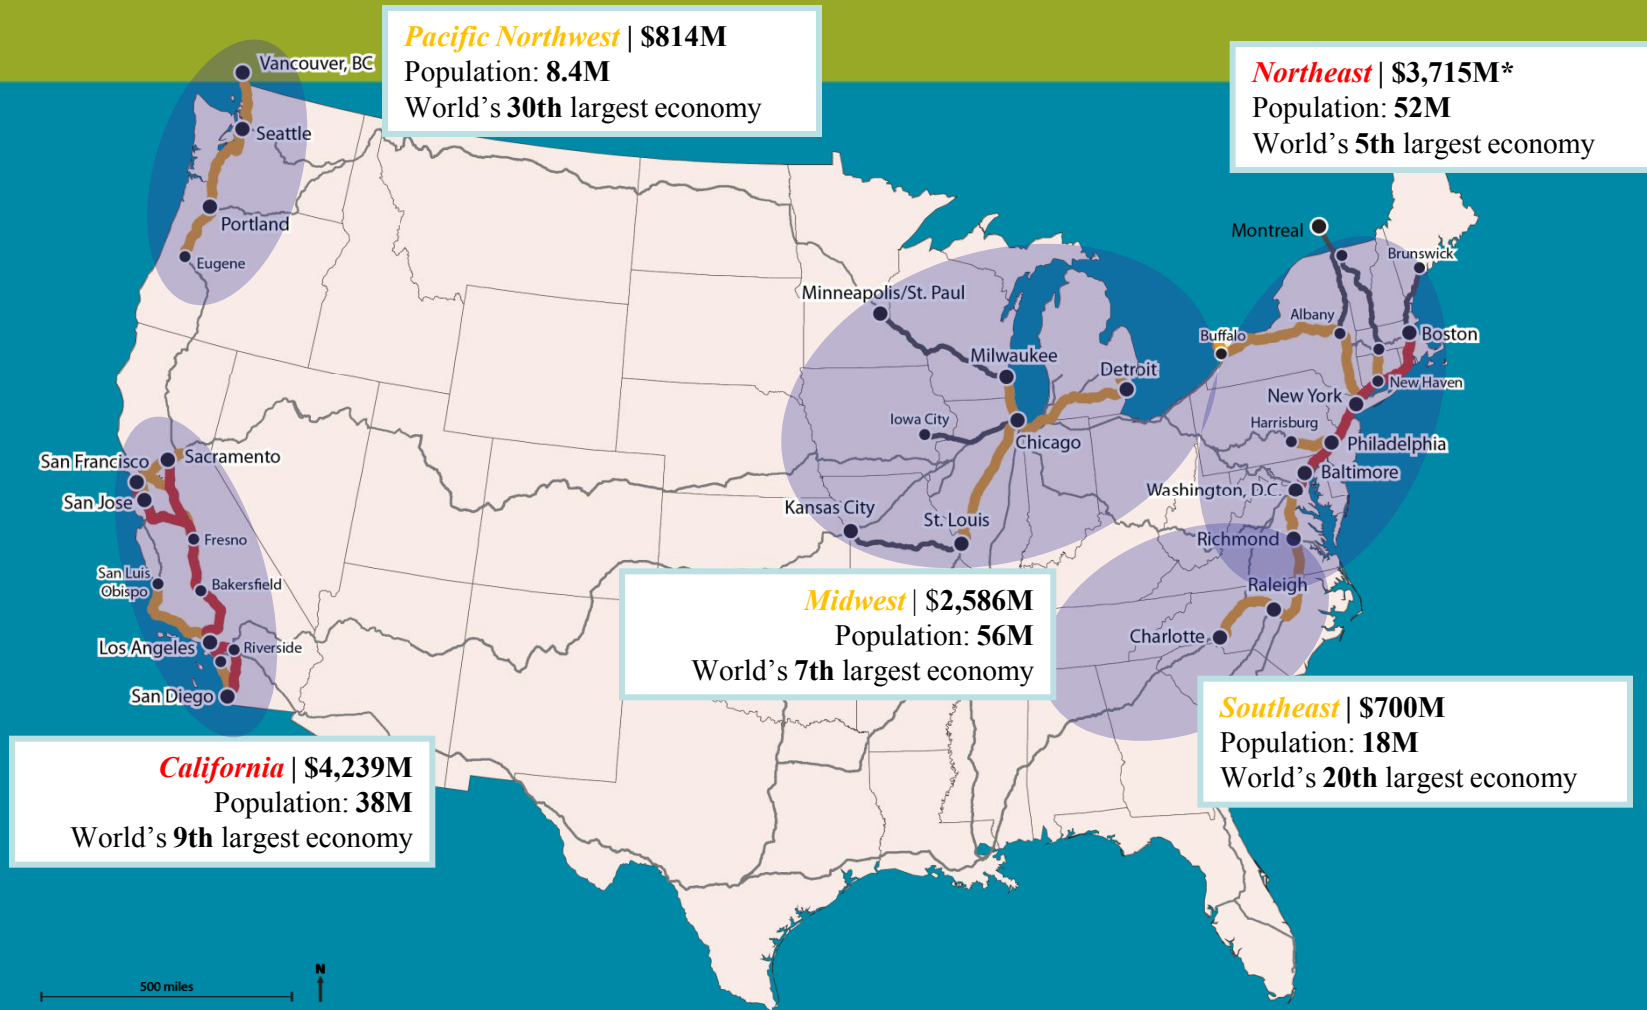 Pacific Northwest | $814M
Population: 8.4M
World's 30th largest economy
Northeast | $3,715M*
Population: 52M
World's 5th largest economy
Vancouver, BC
Seattle
Portland
Eugene
Montreal
Brunswick
Minneapolis/St. Paul
Albany
Buffalo
Boston
Milwaukee
Detroit
New Haven
New York
Iowa City
Chicago
Harrisburg
Philadelphia
San Francisco
Sacramento
Baltimore
San Jose
Washington, D.C.
Kansas City
St. Louis
Fresno
Richmond
San Luis
Obispo
Bakersfield
Raleigh
Charlotte
Los Angeles
Riverside
San Diego
Midwest | $2,586M
Population: 56M
World's 7th largest economy
Southeast | $700M
Population: 18M
World's 20th largest economy
California | $4,239M
Population: 38M
World's 9th largest economy
500 miles
N